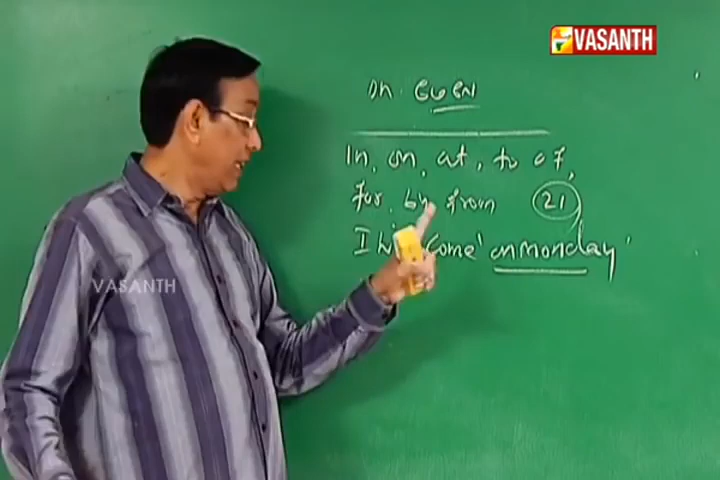 VASANTH
on. மேலே
In, on, at, to of,
for, by from 21
I will come on monday
VASANTH